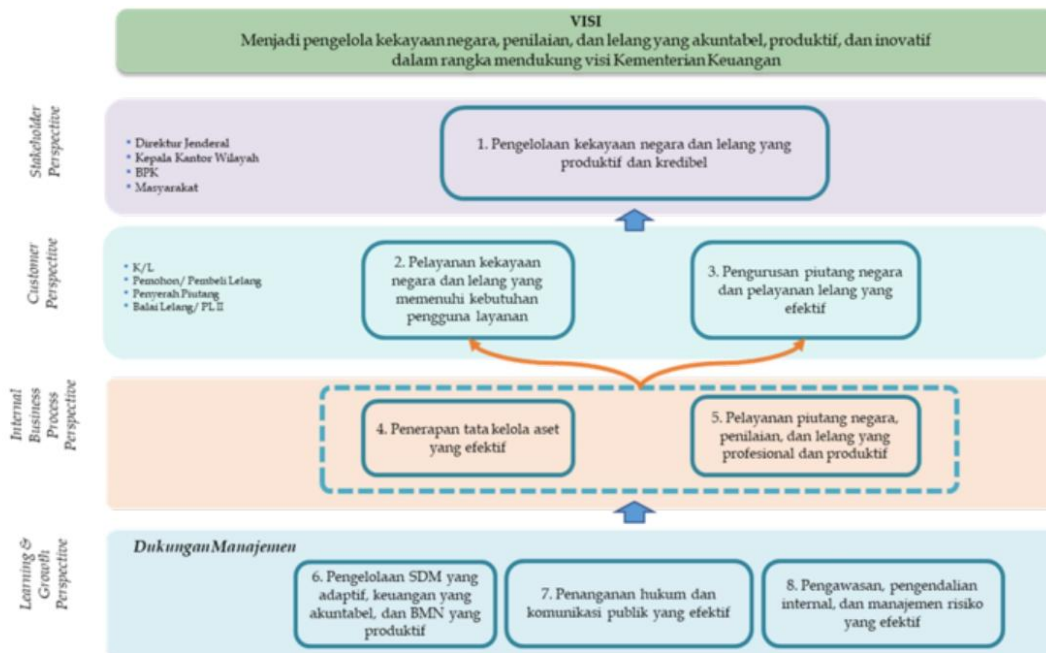 VISI
Menjadi pengelola kekayaan negara, penilaian, dan lelang yang akuntabel, produktif, dan inovatif
dalam rangka mendukung visi Kementerian Keuangan
Stakeholder
Perspective
• Direktur Jenderal
• Kepala Kantor Wilayah
• BPK
• Masyarakat
1. Pengelolaan kekayaan negara dan lelang yang
produktif dan kredibel
Customer
Perspective
• K/L
• Pemohon/ Pembeli Lelang
• Penyerah Piutang
• Balai Lelang/ PL II
2. Pelayanan kekayaan
negara dan lelang yang
memenuhi kebutuhan
pengguna layanan
3. Pengurusan piutang negara
dan pelayanan lelang yang
efektif
Internal
Business
Process
Perspective
4. Penerapan tata kelola aset
yang efektif
5. Pelayanan piutang negara,
penilaian, dan lelang yang
profesional dan produktif
Learning &
Growth
Perspective
Dukungan Manajemen
6. Pengelolaan SDM yang
adaptif, keuangan yang
akuntabel, dan BMN yang
produktif
7. Penanganan hukum dan
komunikasi publik yang efektif
8. Pengawasan, pengendalian
internal, dan manajemen risiko
yang efektif